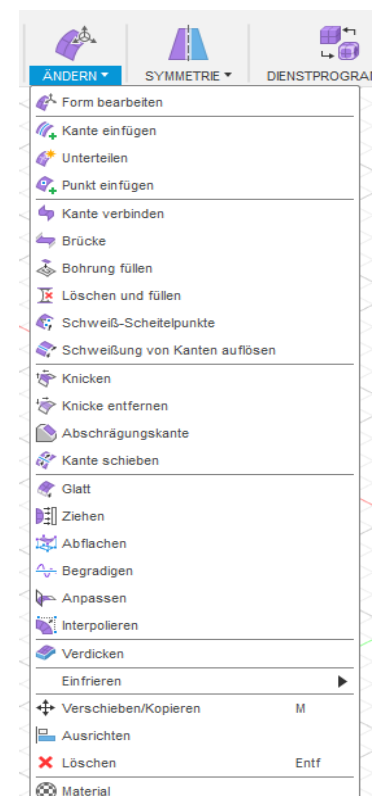 ÄNDERN SYMMETRIE DIENSTPROGRA
Form bearbeiten
Kante einfügen
Unterteilen
Punkt einfügen
Kante verbinden
Brücke
Bohrung füllen
Löschen und füllen
Schweiß-Scheitelpunkte
Schweißung von Kanten auflösen
Knicken
Knicke entfernen
Abschrägungskante
Kante schieben
Glatt
Ziehen
Abflachen
Begradigen
Anpassen
Interpolieren
Verdicken
Einfrieren
Verschieben/Kopieren M
Ausrichten
Löschen Entf
Material